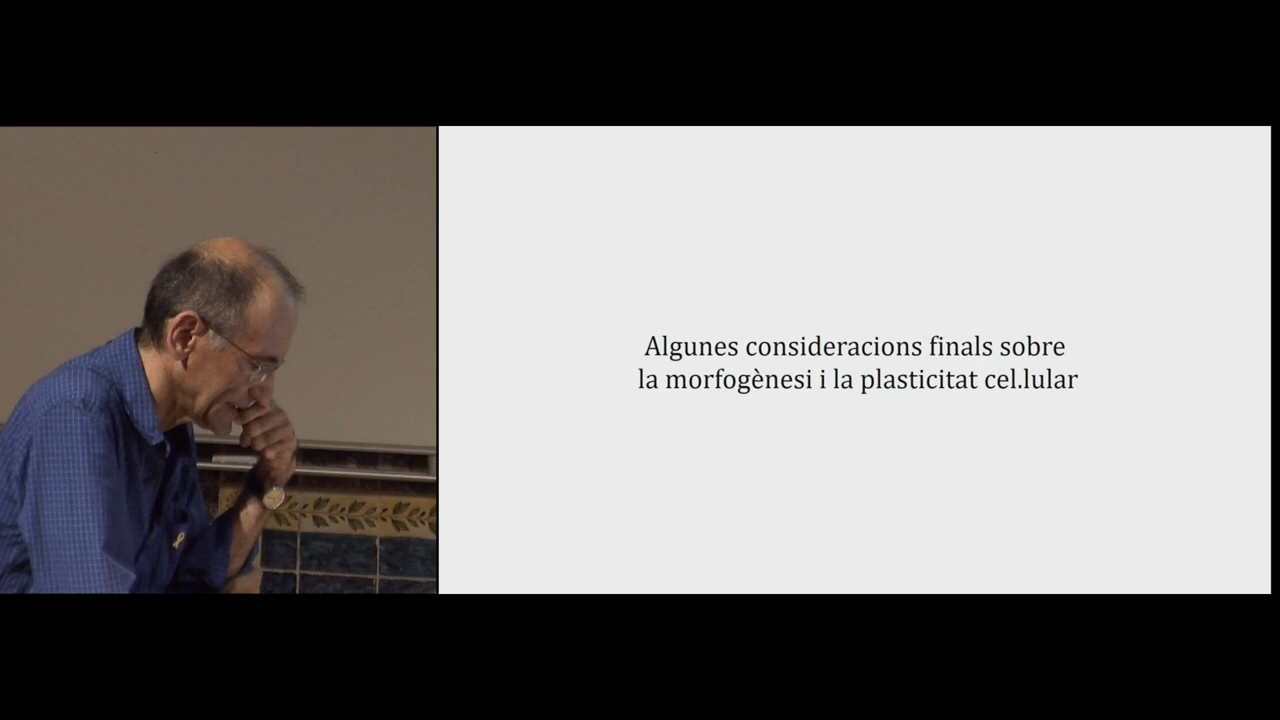 Algunes consideracions finals sobre
la morfogènesi i la plasticitat cel.lular